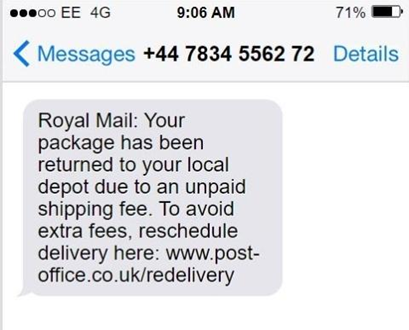 EE 4G 9:06 AM 71%
Messages +44 7834 5562 72 Details
Royal Mail: Your
package has been
returned to your local
depot due to an unpaid
shipping fee. To avoid
extra fees, reschedule
delivery here: www.post-
office.co.uk/redelivery